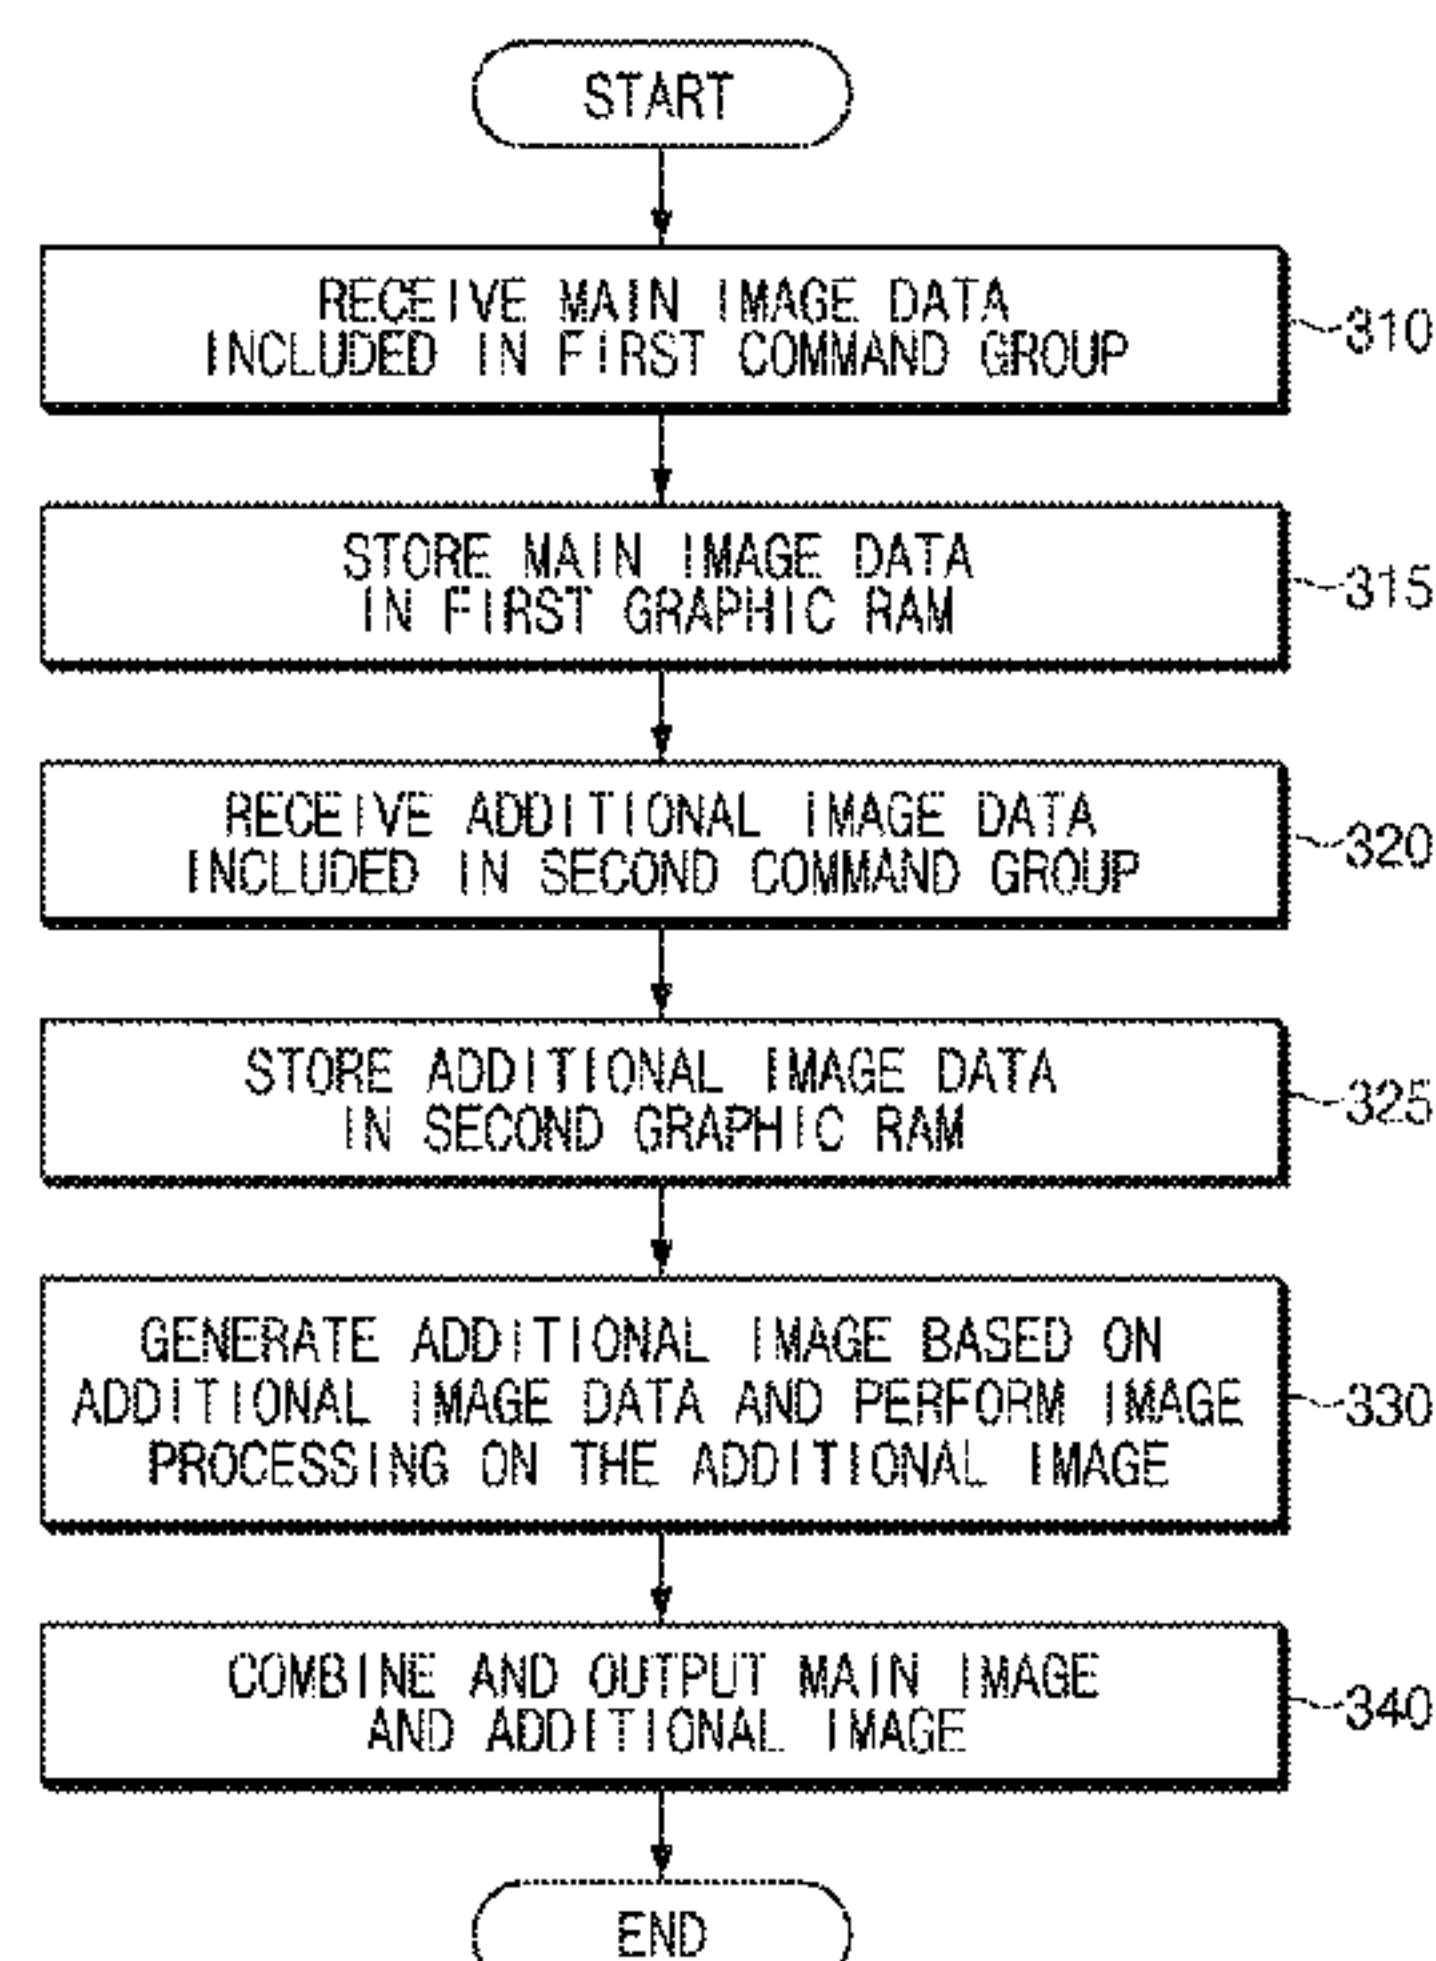 START
RECEIVE MAIN IMAGE DATA
INCLUDED IN FIRST COMMAND GROUP
310
STORE MAIN IMAGE DATA
IN FIRST GRAPHIC RAM
315
RECEIVE ADDITIONAL IMAGE DATA
INCLUDED IN SECOND COMMAND GROUP
320
STORE ADDITIONAL IMAGE DATA
IN SECOND GRAPHIC RAM
325
GENERATE ADDITIONAL IMAGE BASED ON
ADDITIONAL IMAGE DATA AND PERFORM IMAGE
PROCESSING ON THE ADDITIONAL IMAGE
330
COMBINE AND OUTPUT MAIN IMAGE
AND ADDITIONAL IMAGE
340
END